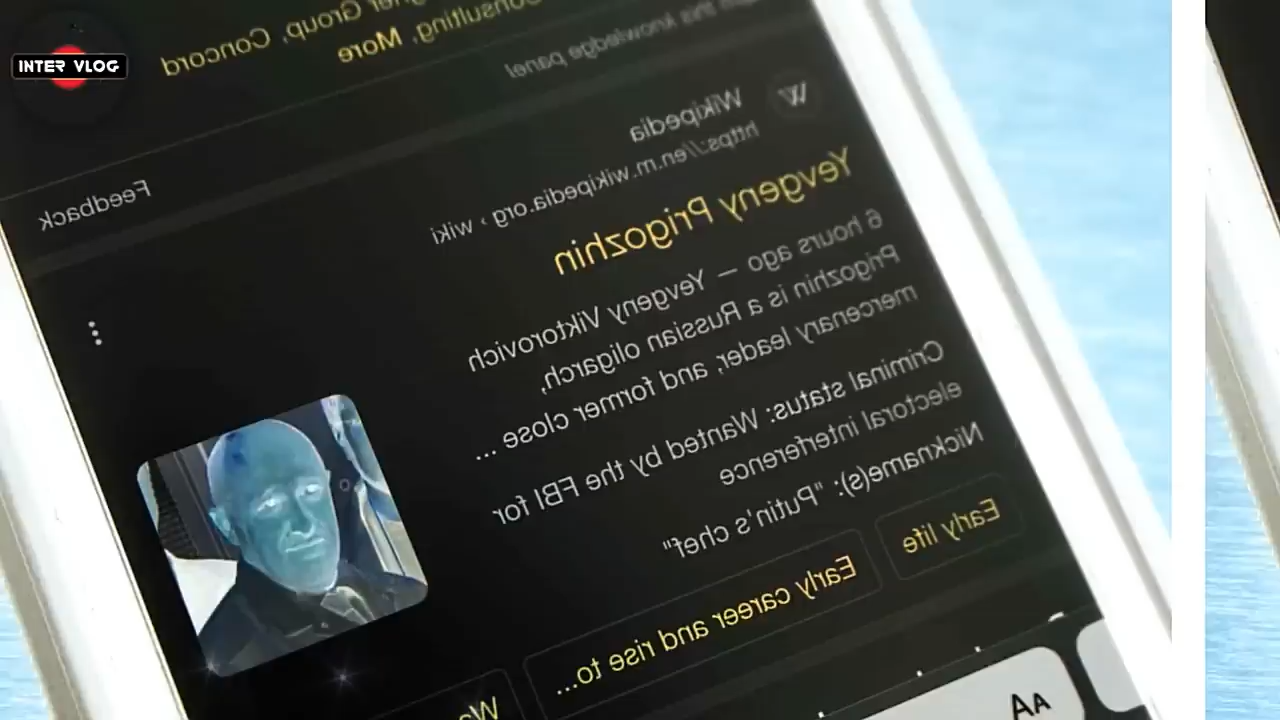 INTER VLOG
Group, Concord
Consulting, More
this knowledge panel
Feedback
W
Wikipedia
https://en.m.wikipedia.org › wiki
Yevgeny Prigozhin
6 hours ago — Yevgeny Viktorovich
Prigozhin is a Russian oligarch,
mercenary leader, and former close ...
Criminal status: Wanted by the FBI for
electoral interference
Nickname(s): "Putin's chef"
Early life
Early career and rise to...
AA